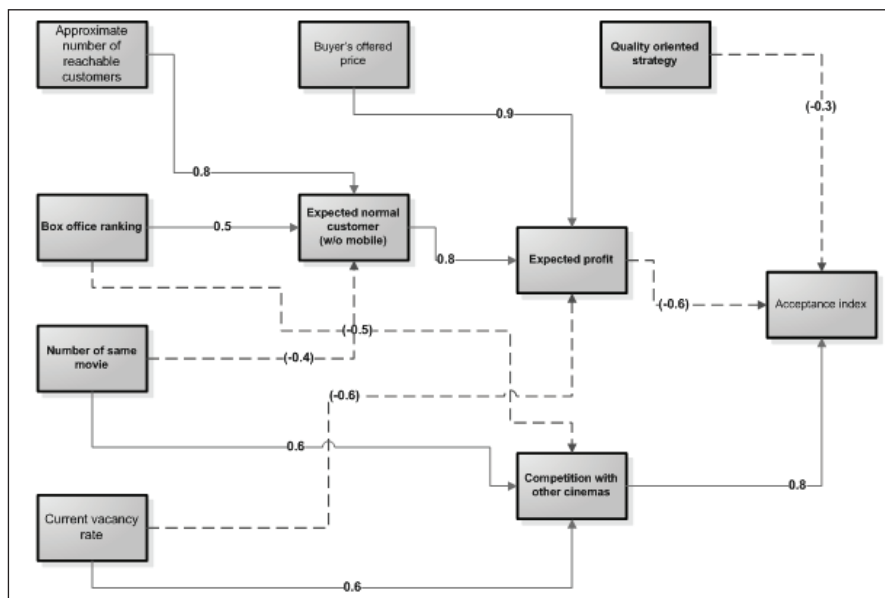 Approximate
number of
reachable
customers
Buyer's offered
price
Quality oriented
strategy
(-0.3)
0.9
0.8
Box office ranking
0.5
Expected normal
customer
(w/o mobile)
0.8
Expected profit
(-0.6)
Acceptance index
(-0.5)
Number of same
movie
(-0.4)
(-0.6)
0.6
Competition with
other cinemas
0.8
Current vacancy
rate
0.6